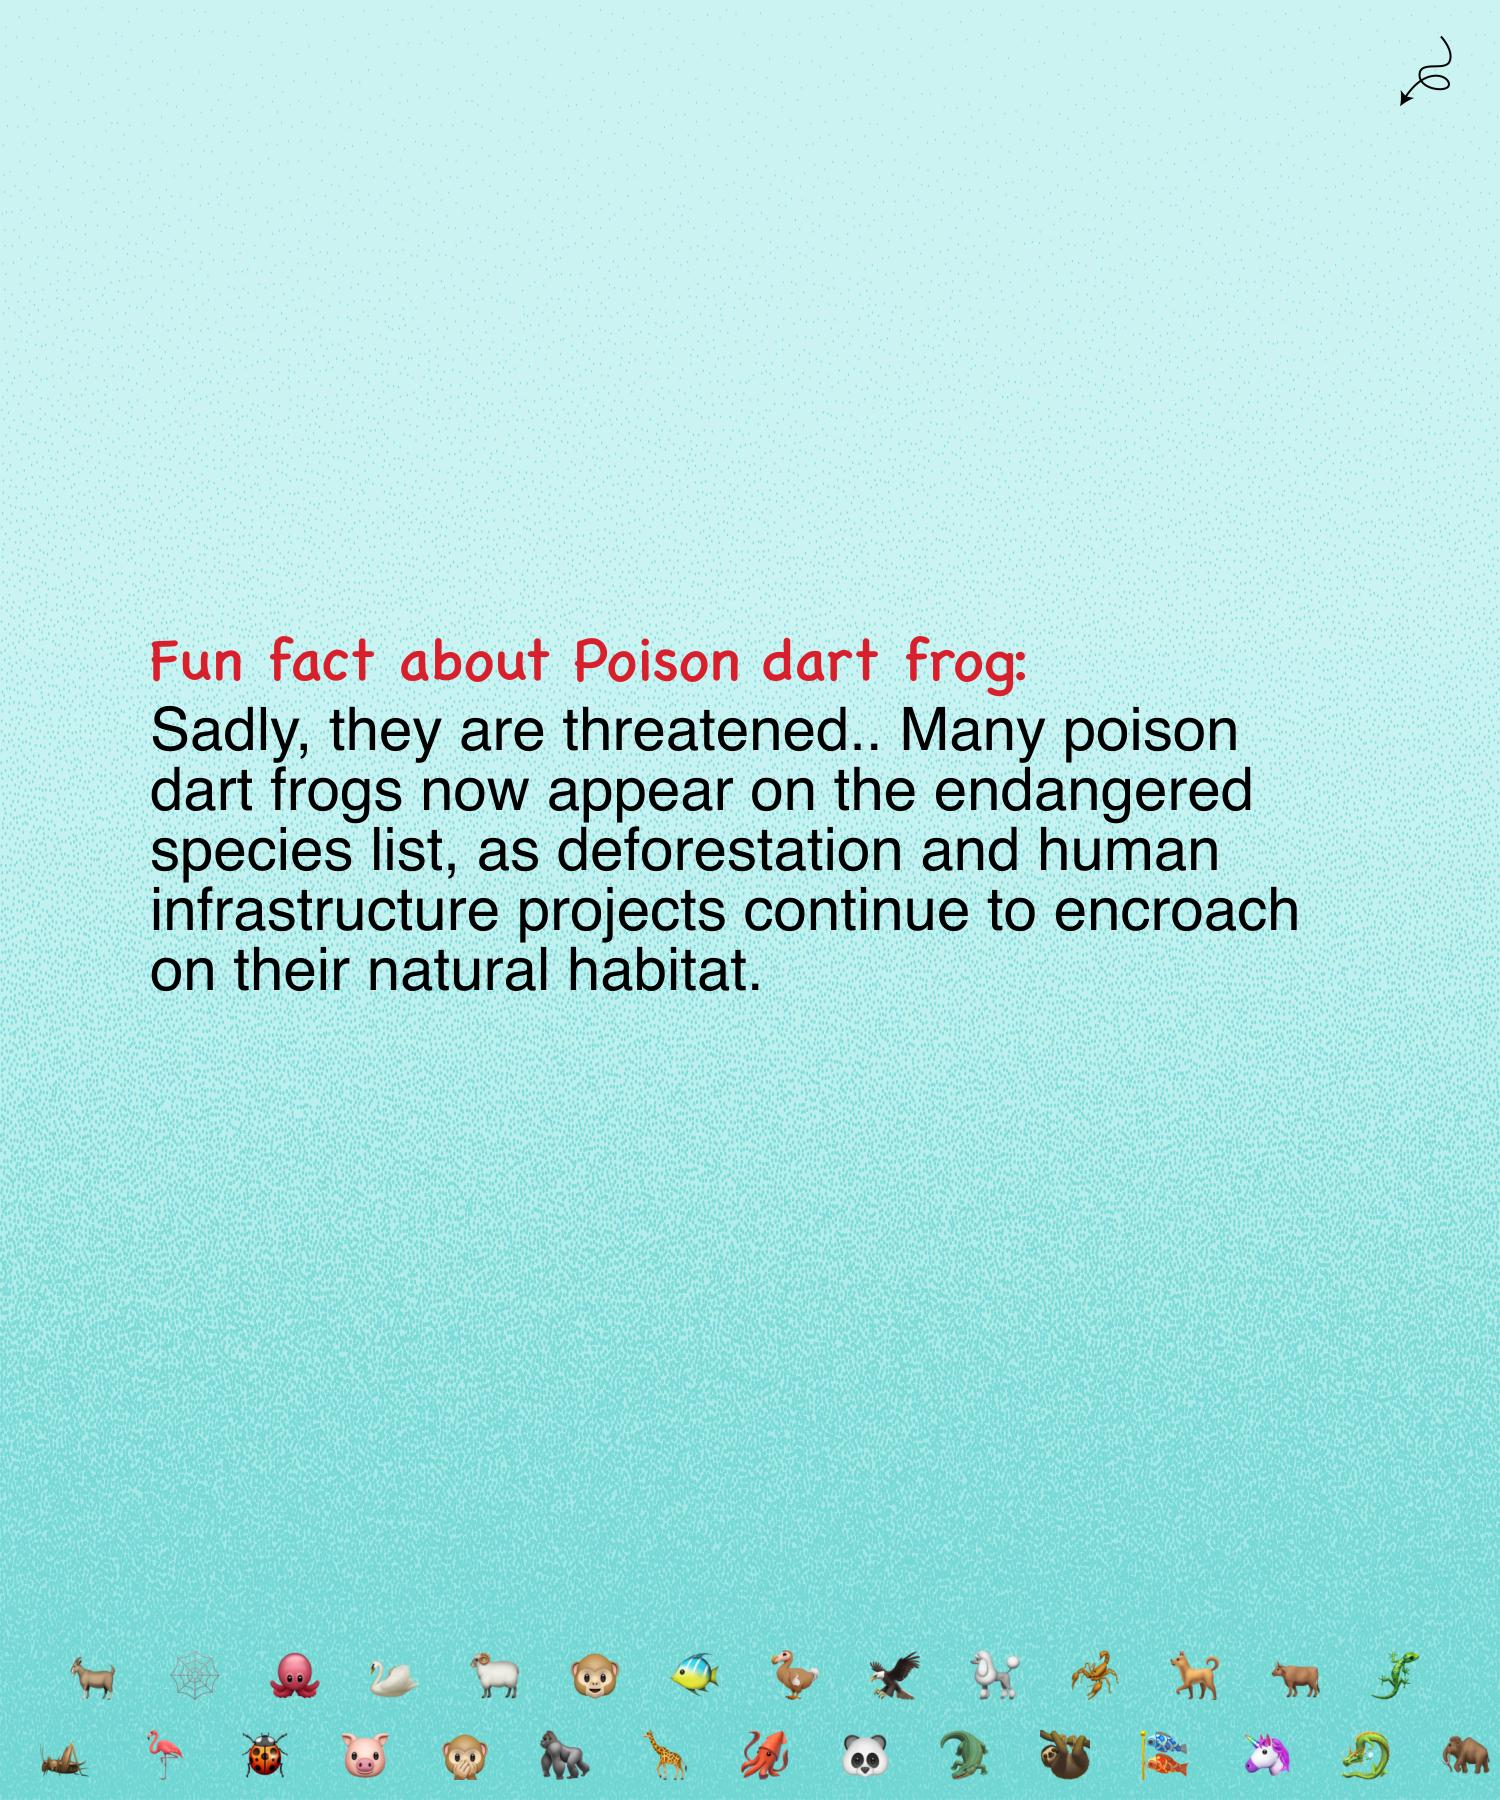 Fun fact about Poison dart frog:
Sadly, they are threatened.. Many poison
dart frogs now appear on the endangered
species list, as deforestation and human
infrastructure projects continue to encroach
on their natural habitat.